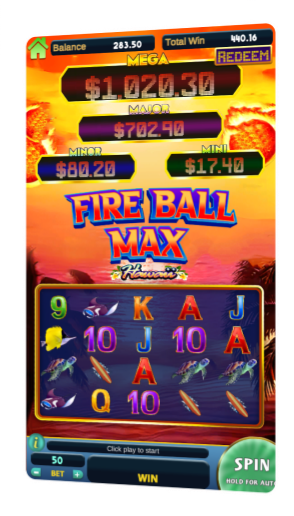 Balance 283.50 Total Win 440.16
MEGA REDEEM
$1,020.30
MAJOR
$702.90
MINOR MINI
$80.20 $17.40
FIRE BALL
MAX
Hawaii
9 K A J
10 J 10 A
A
Q 10
i Click play to start
50
- BET +
WIN
SPIN
HOLD FOR AUTO